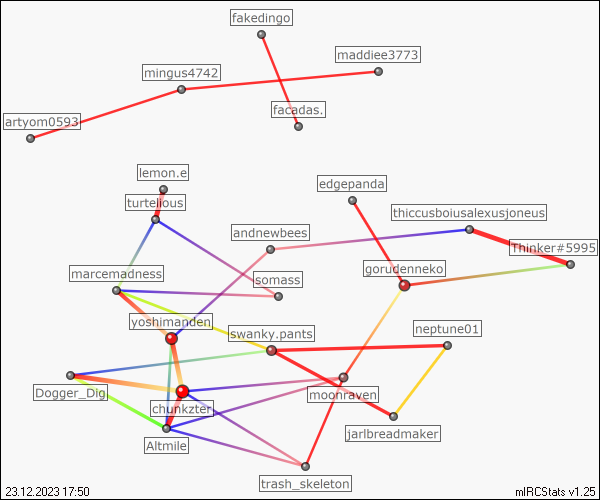 fakedingo
maddiee3773
mingus4742
facadas.
artyom0593
lemon.e
edgepanda
turtelious
thiccusboiusalexusjoneus
andnewbees
Thinker#5995
marcemadness
gorudenneko
somass
yoshimanden
swanky.pants
neptune01
Dogger_Dig
moonraven
chunkzter
jarlbreadmaker
Altmile
trash_skeleton
23.12.2023 17:50
mIRCStats v1.25